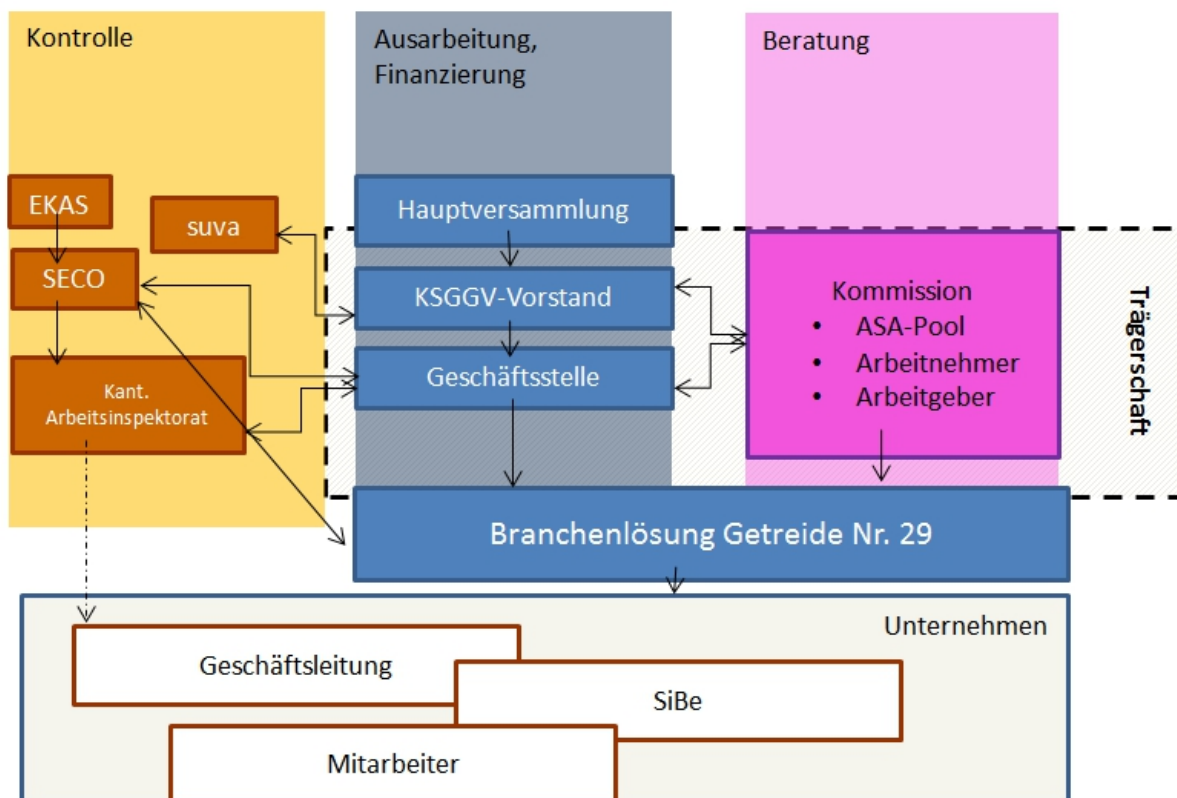 Kontrolle
Ausarbeitung,
Finanzierung
Beratung
EKAS
suva
SECO
Kant.
Arbeitsinspektorat
Hauptversammlung
KSGGV-Vorstand
Geschäftsstelle
Kommission
• ASA-Pool
• Arbeitnehmer
• Arbeitgeber
Trägerschaft
Branchenlösung Getreide Nr. 29
Unternehmen
Geschäftsleitung
SiBe
Mitarbeiter